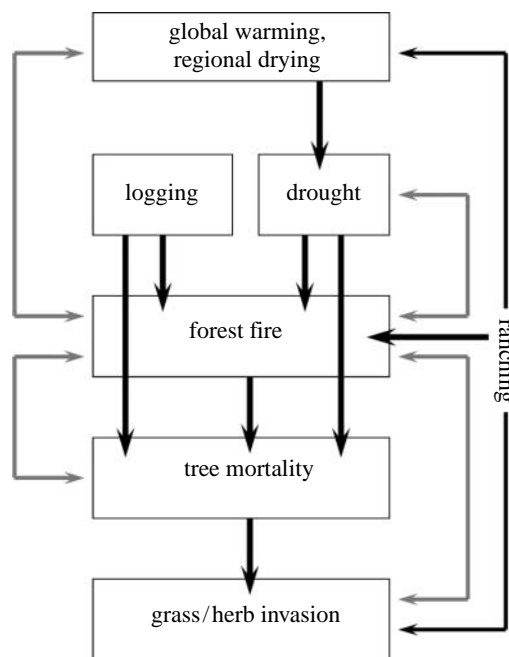 global warming,
regional drying
logging
drought
forest fire
ranching
tree mortality
grass/herb invasion